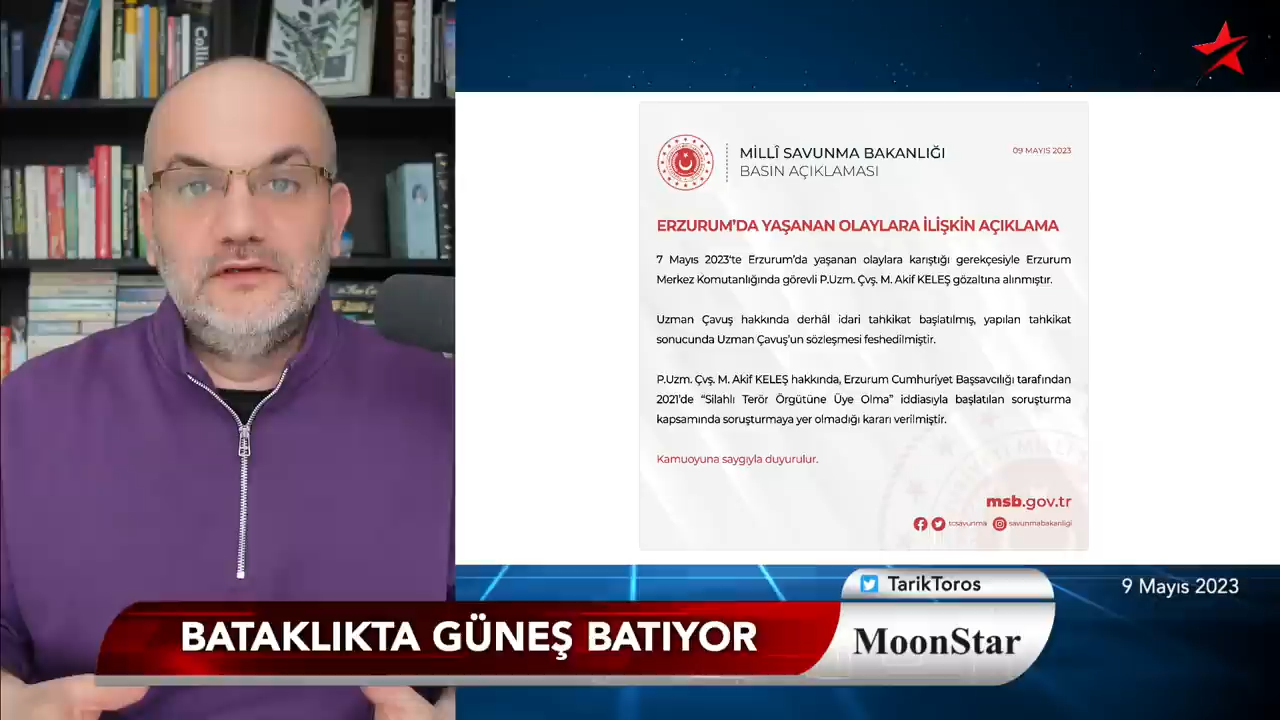 Collin
MİLLÎ SAVUNMA BAKANLIĞI
BASIN AÇIKLAMASI
09 MAYIS 2023
ERZURUM'DA YAŞANAN OLAYLARA İLİŞKİN AÇIKLAMA
7 Mayıs 2023'te Erzurum'da yaşanan olaylara karıştığı gerekçesiyle Erzurum
Merkez Komutanlığında görevli P.Uzm. Çvş. M. Akif KELEŞ gözaltına alınmıştır.
Uzman Çavuş hakkında derhâl idari tahkikat başlatılmış, yapılan tahkikat
sonucunda Uzman Çavuş'un sözleşmesi feshedilmiştir.
P.Uzm. Çvş. M. Akif KELEŞ hakkında, Erzurum Cumhuriyet Başsavcılığı tarafından
2021'de “Silahlı Terör Örgütüne Üye Olma” iddiasıyla başlatılan soruşturma
kapsamında soruşturmaya yer olmadığı kararı verilmiştir.
Kamuoyuna saygıyla duyurulur.
msb.gov.tr
tcsavunma savunmabakanligi
TarikToros
9 Mayıs 2023
BATAKLIKTA GÜNEŞ BATIYOR
MoonStar